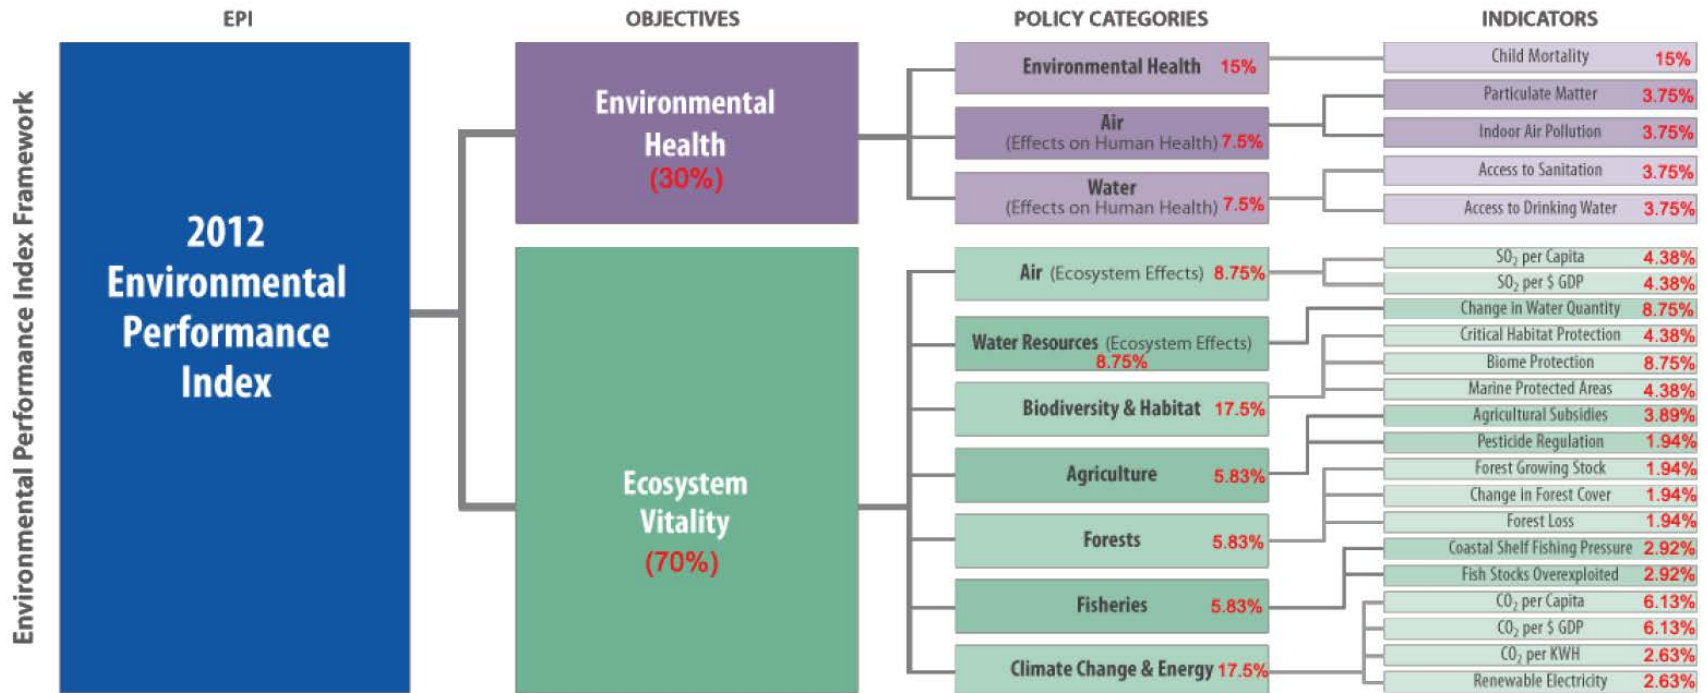 EPI
OBJECTIVES
POLICY CATEGORIES
INDICATORS
Environmental Performance Index Framework
2012
Environmental
Performance
Index
Environmental
Health
(30%)
Ecosystem
Vitality
(70%)
Environmental Health 15%
Air
(Effects on Human Health) 7.5%
Water
(Effects on Human Health) 7.5%
Air (Ecosystem Effects) 8.75%
Water Resources (Ecosystem Effects)
8.75%
Biodiversity & Habitat 17.5%
Agriculture 5.83%
Forests 5.83%
Fisheries 5.83%
Climate Change & Energy 17.5%
Child Mortality 15%
Particulate Matter 3.75%
Indoor Air Pollution 3.75%
Access to Sanitation 3.75%
Access to Drinking Water 3.75%
SO₂ per Capita 4.38%
SO₂ per $ GDP 4.38%
Change in Water Quantity 8.75%
Critical Habitat Protection 4.38%
Biome Protection 8.75%
Marine Protected Areas 4.38%
Agricultural Subsidies 3.89%
Pesticide Regulation 1.94%
Forest Growing Stock 1.94%
Change in Forest Cover 1.94%
Forest Loss 1.94%
Coastal Shelf Fishing Pressure 2.92%
Fish Stocks Overexploited 2.92%
CO₂ per Capita 6.13%
CO₂ per $ GDP 6.13%
CO₂ per KWH 2.63%
Renewable Electricity 2.63%